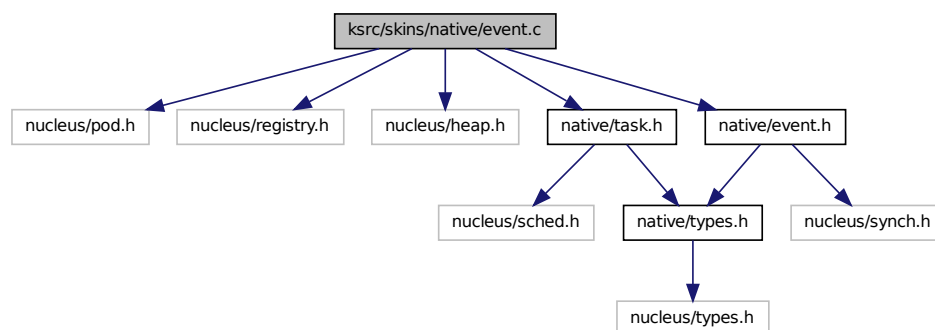 ksrc/skins/native/event.c
nucleus/pod.h
nucleus/registry.h
nucleus/heap.h
native/task.h
native/event.h
nucleus/sched.h
native/types.h
nucleus/synch.h
nucleus/types.h